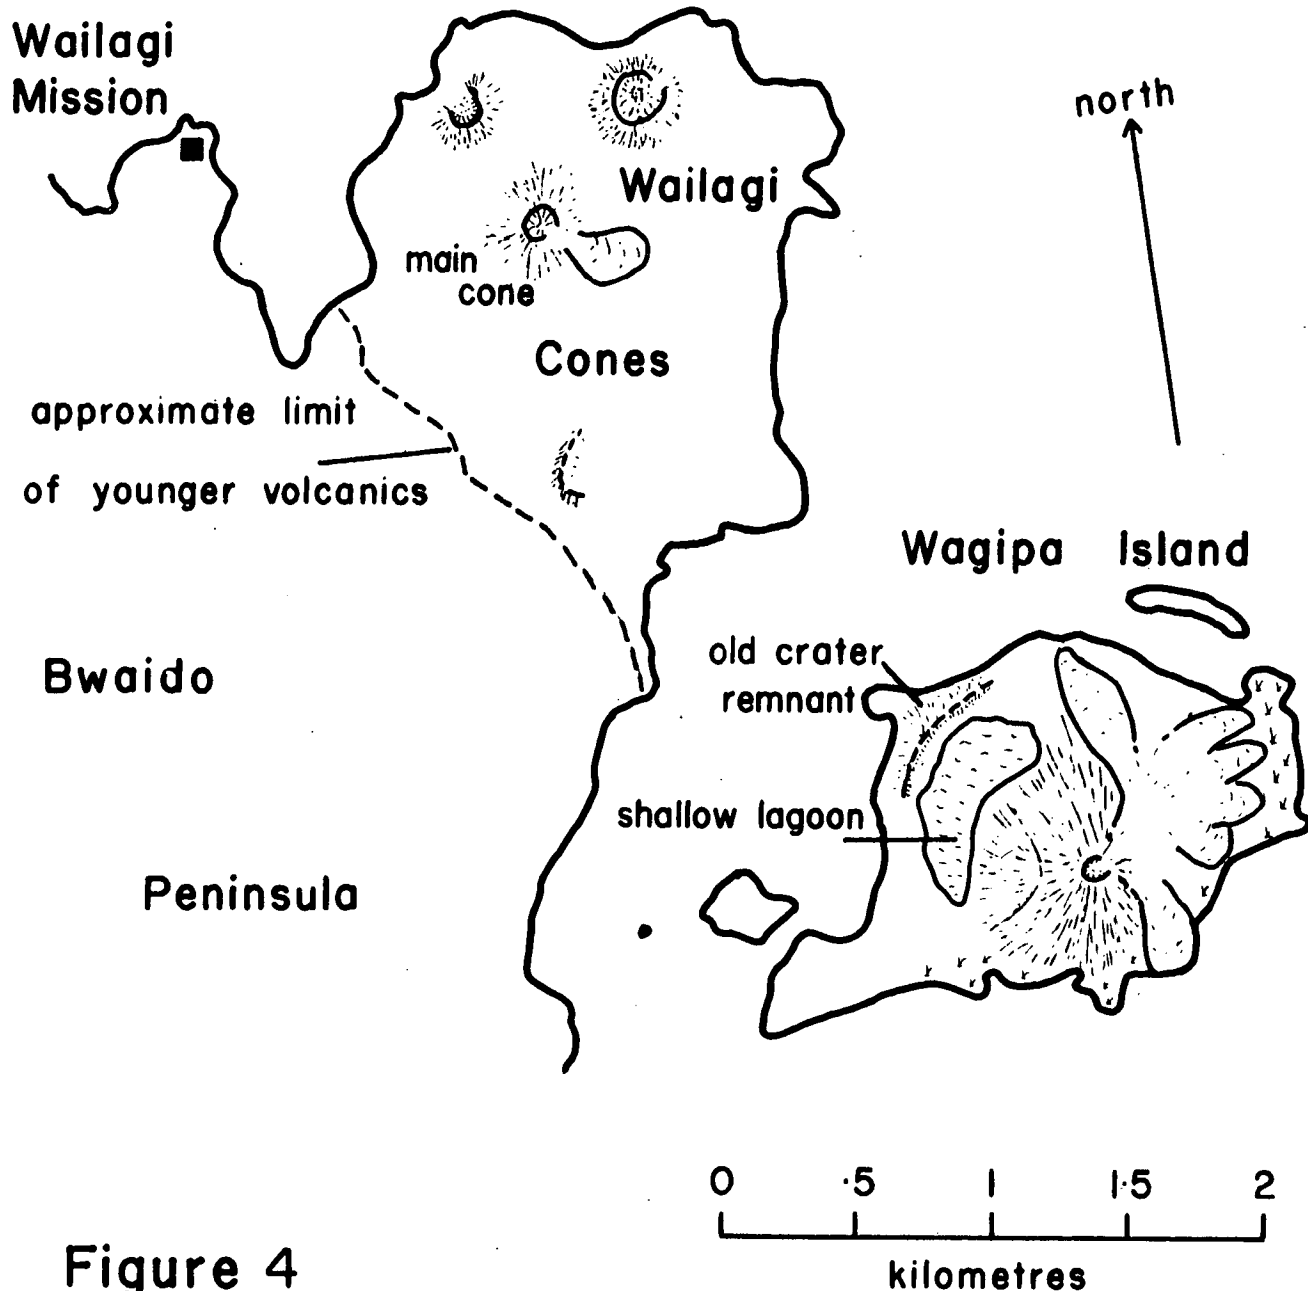 Wailagi
Mission
north
Wailagi
main
cone
Cones
approximate limit
of younger volcanics
Wagipa Island
old crater
remnant
Bwaido
shallow lagoon
Peninsula
0 ·5 1 1·5 2
kilometres
Figure 4